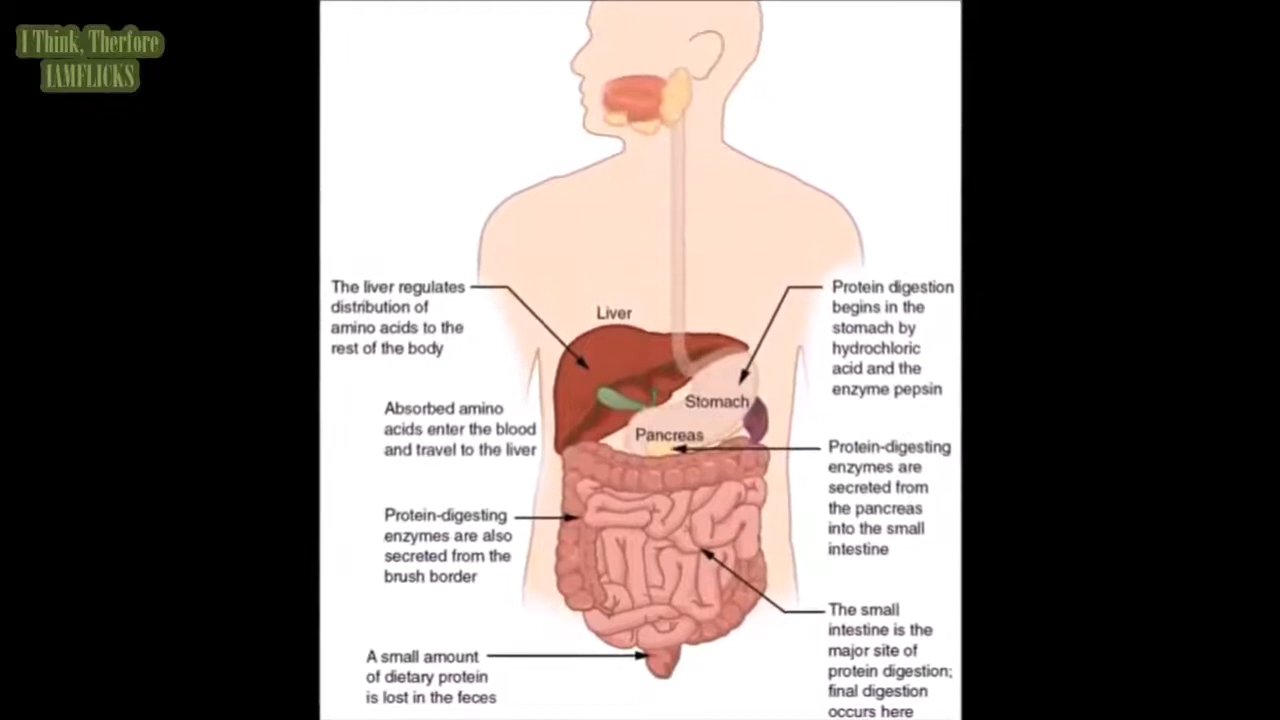 I Think, Therfore
IAMFLICKS
The liver regulates
distribution of
amino acids to the
rest of the body
Liver
Protein digestion
begins in the
stomach by
hydrochloric
acid and the
enzyme pepsin
Absorbed amino
acids enter the blood
and travel to the liver
Stomach
Pancreas
Protein-digesting
enzymes are
secreted from
the pancreas
into the small
intestine
Protein-digesting
enzymes are also
secreted from the
brush border
The small
intestine is the
major site of
protein digestion;
final digestion
occurs here
A small amount
of dietary protein
is lost in the feces